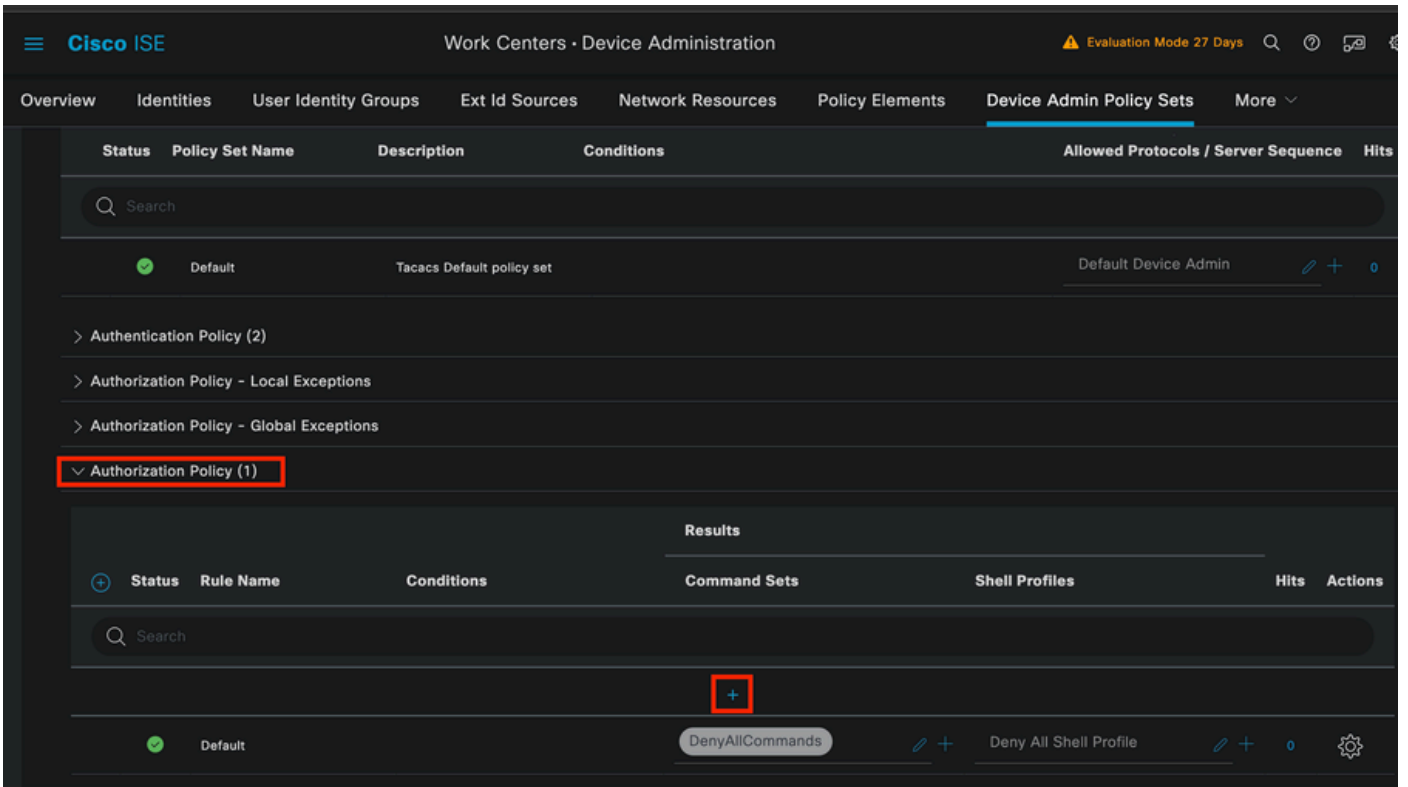 Cisco ISE Work Centers · Device Administration Evaluation Mode 27 Days
Overview Identities User Identity Groups Ext Id Sources Network Resources Policy Elements Device Admin Policy Sets More
Status Policy Set Name Description Conditions Allowed Protocols / Server Sequence Hits
Search
Default Tacacs Default policy set Default Device Admin 0
Authentication Policy (2)
Authorization Policy - Local Exceptions
Authorization Policy - Global Exceptions
Authorization Policy (1)
Results
Status Rule Name Conditions Command Sets Shell Profiles Hits Actions
Search
Default DenyAllCommands Deny All Shell Profile 0